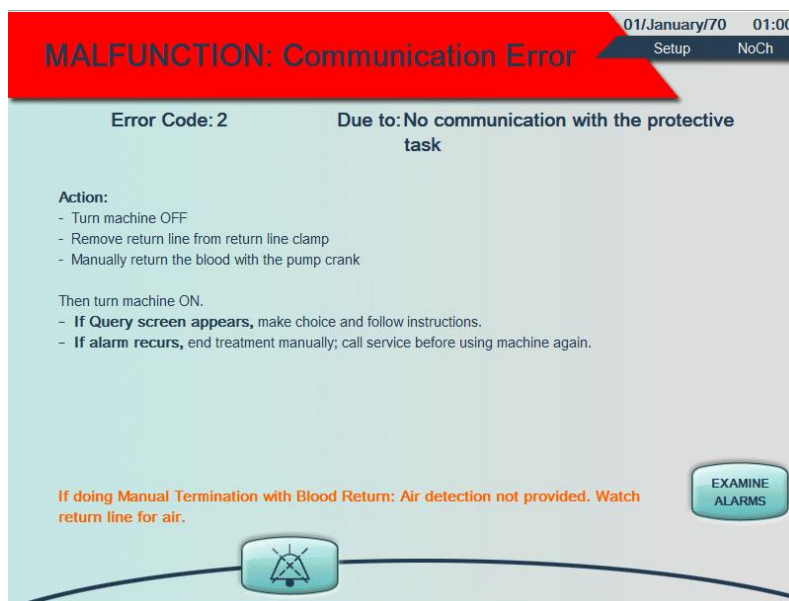 01/January/70 01:00
Setup NoCh
MALFUNCTION: Communication Error
Error Code: 2 Due to: No communication with the protective
task
Action:
- Turn machine OFF
- Remove return line from return line clamp
- Manually return the blood with the pump crank
Then turn machine ON.
- If Query screen appears, make choice and follow instructions.
- If alarm recurs, end treatment manually; call service before using machine again.
EXAMINE
ALARMS
If doing Manual Termination with Blood Return: Air detection not provided. Watch
return line for air.